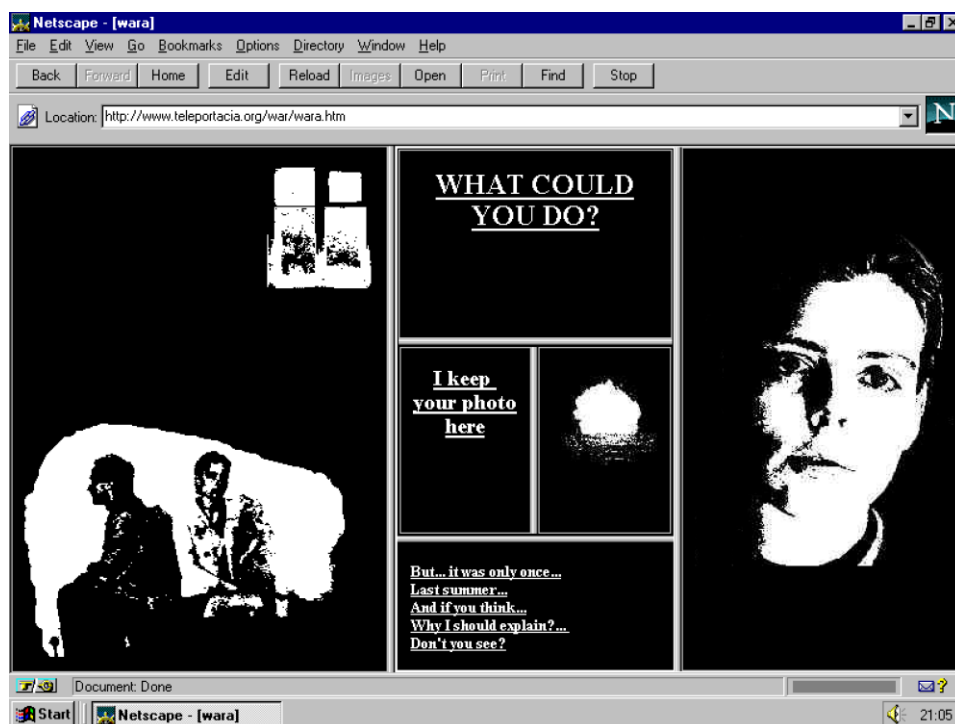 Netscape - [wara]
File Edit View Go Bookmarks Options Directory Window Help
Back Forward Home Edit Reload Images Open Print Find Stop
Location: http://www.teleportacia.org/war/wara.htm
N
WHAT COULD
YOU DO?
I keep
your photo
here
But... it was only once...
Last summer...
And if you think...
Why I should explain?...
Don't you see?
Document: Done
Start Netscape - [wara] 21:05